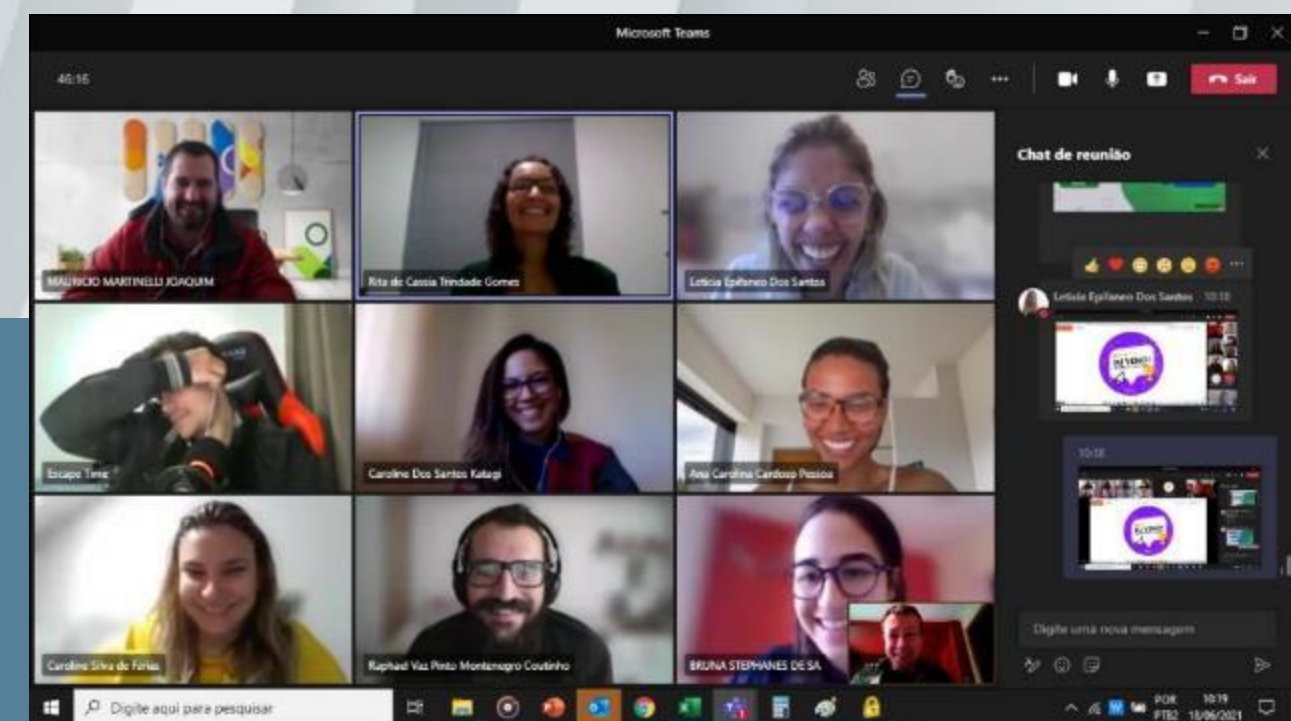 Microsoft Teams
46:16
Sair
MAURICIO MARTINELLI JOAQUIM
Rita de Cassia Trindade Gomes
Leticia Epifaneo Dos Santos
Escape Time
Caroline Dos Santos Katagi
Ana Carolina Cardoso Pessoa
Caroline Silva de Farias
Raphael Vaz Pinto Montenegro Coutinho
BRUNA STEPHANES DE SA
Chat de reunião
Leticia Epifaneo Dos Santos 10:18
10:18
Digite uma nova mensagem
Digite aqui para pesquisar
POR
PTB2
10:19
18/06/2021